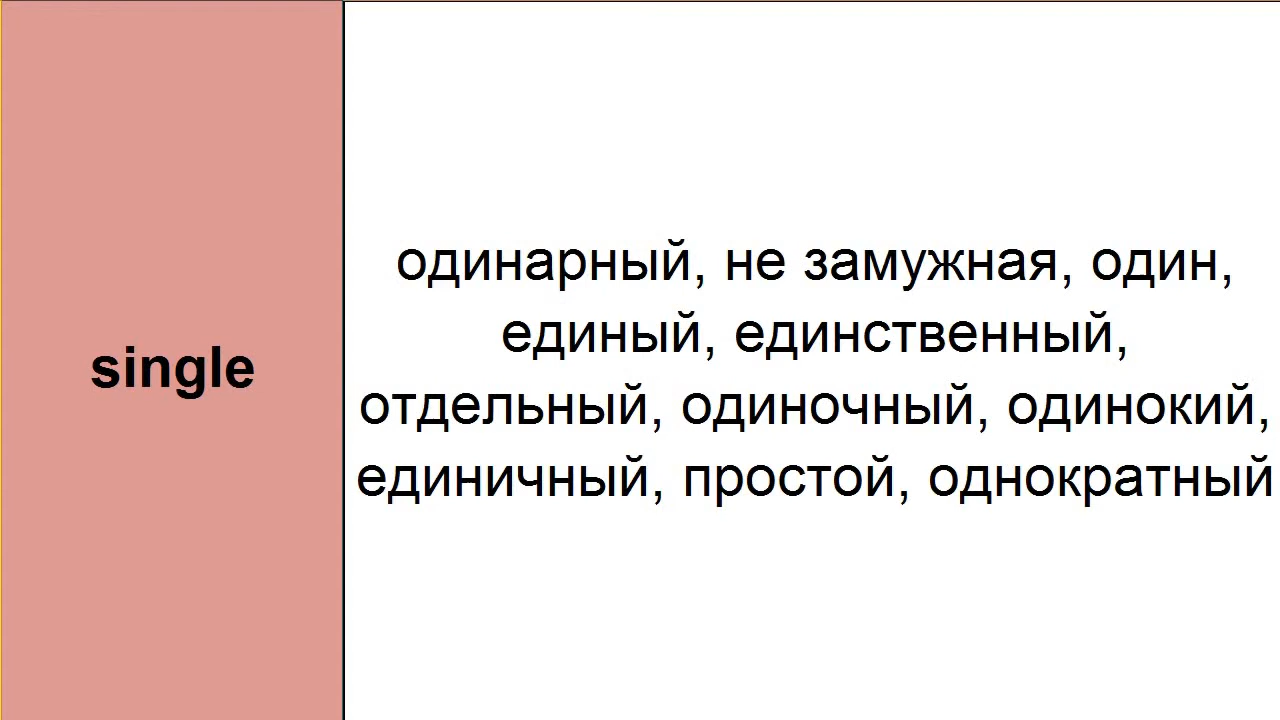 single
одинарный, не замужная, один,
единый, единственный,
отдельный, одиночный, одинокий,
единичный, простой, однократный